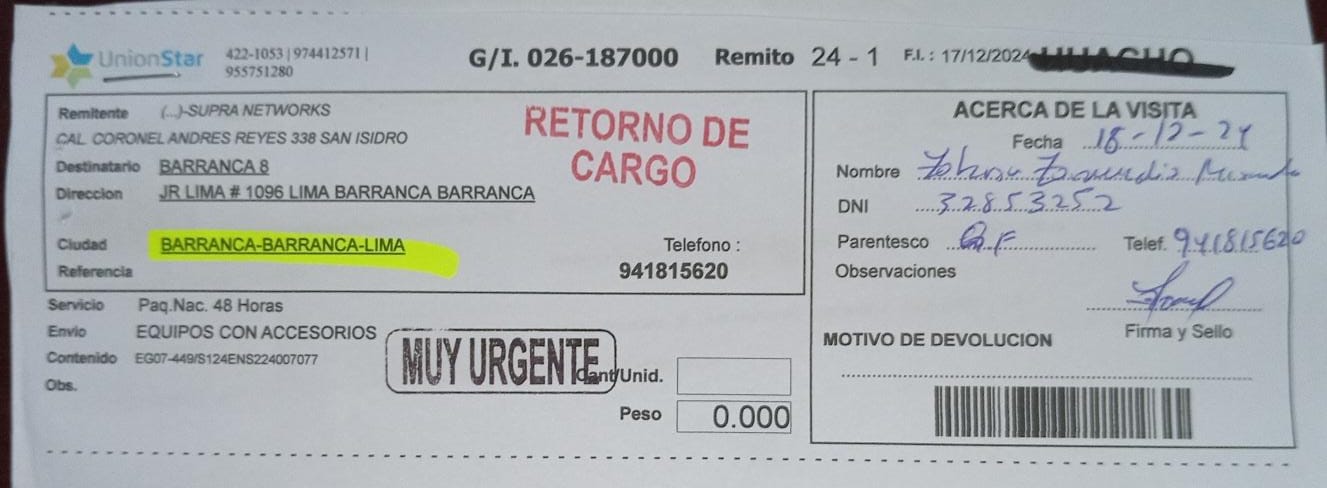 UnionStar
422-1053 | 974412571 |
955751280
G/I. 026-187000 Remito 24 - 1 F.I. : 17/12/2024 HUACHO
Remitente (...)-SUPRA NETWORKS
CAL. CORONEL ANDRES REYES 338 SAN ISIDRO
Destinatario BARRANCA 8
Direccion JR LIMA # 1096 LIMA BARRANCA BARRANCA
Ciudad BARRANCA-BARRANCA-LIMA
Referencia
Telefono :
941815620
RETORNO DE
CARGO
Servicio Paq.Nac. 48 Horas
Envio EQUIPOS CON ACCESORIOS
Contenido EG07-449/S124ENS224007077
Obs.
MUY URGENTE
Cant/Unid.
Peso 0.000
ACERCA DE LA VISITA
Fecha 18-12-24
Nombre
DNI 32853252
Parentesco Q.F Telef. 941815620
Observaciones
Firma y Sello
MOTIVO DE DEVOLUCION